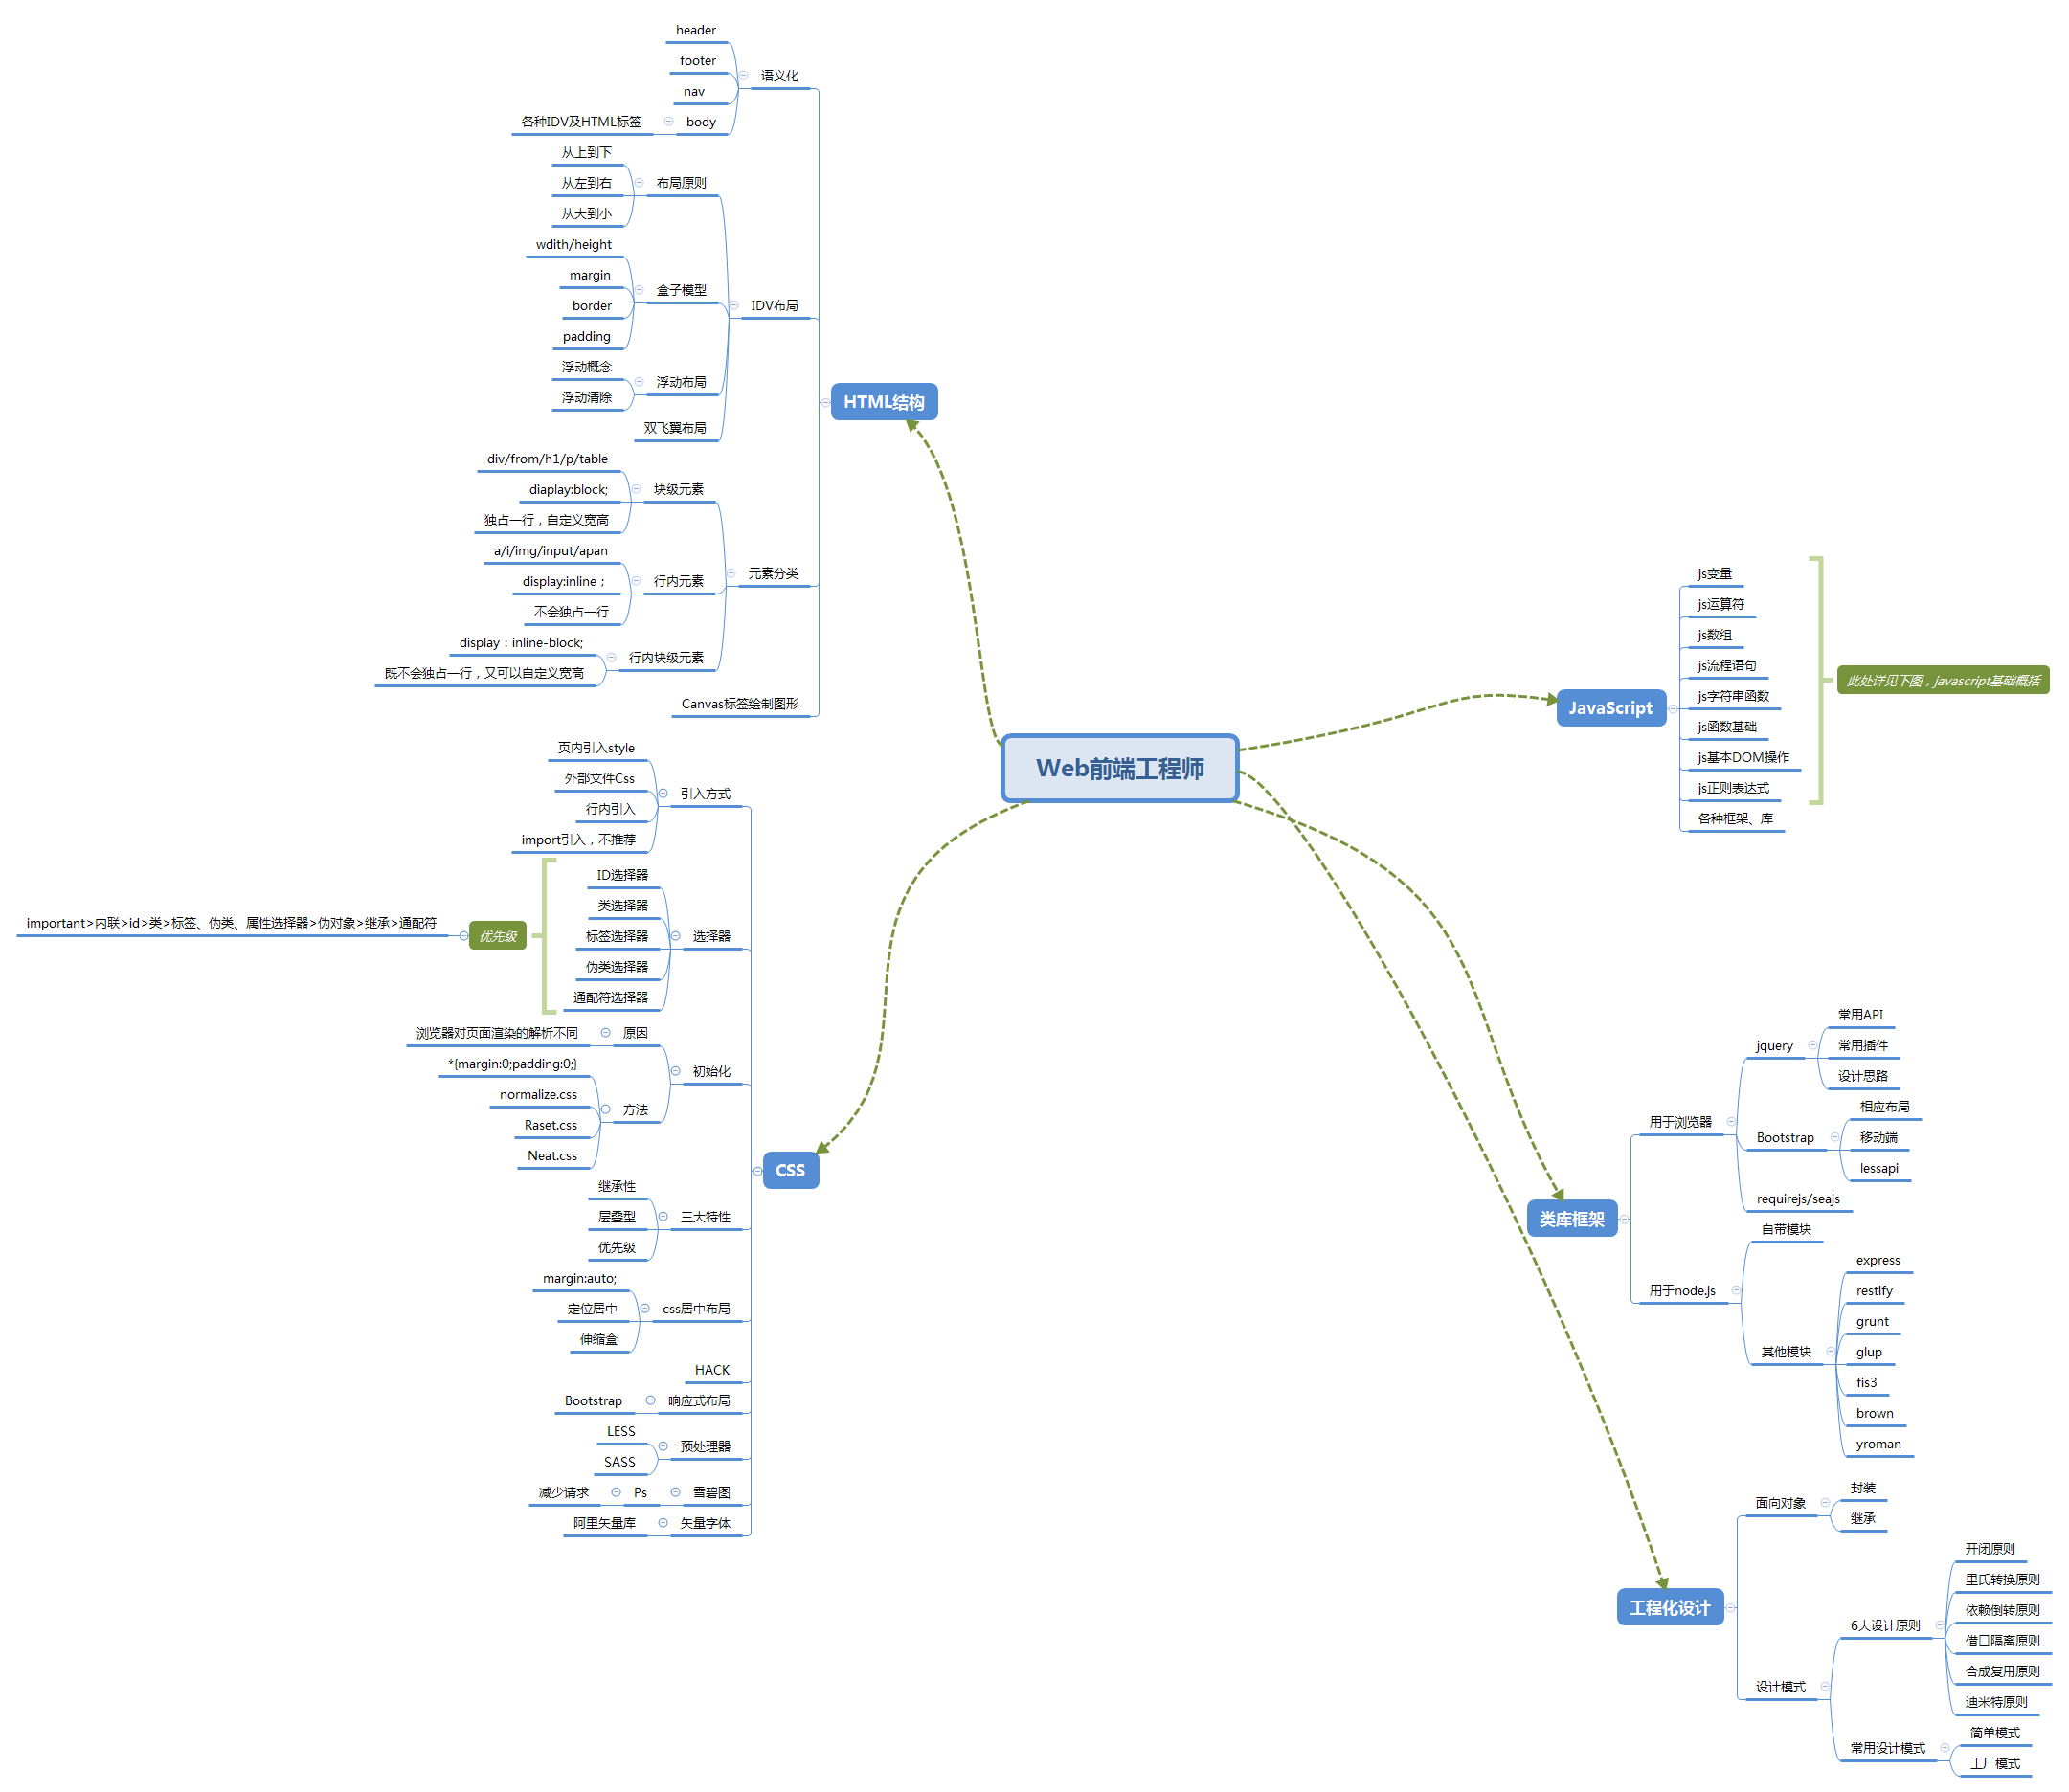 Web前端工程师
HTML结构
语义化
header
footer
nav
body
各种IDV及HTML标签
IDV布局
布局原则
从上到下
从左到右
从大到小
盒子模型
wdith/height
margin
border
padding
浮动布局
浮动概念
浮动清除
双飞翼布局
元素分类
块级元素
div/from/h1/p/table
diaplay:block;
独占一行，自定义宽高
行内元素
a/i/img/input/apan
display:inline；
不会独占一行
行内块级元素
display：inline-block;
既不会独占一行，又可以自定义宽高
Canvas标签绘制图形
CSS
引入方式
页内引入style
外部文件Css
行内引入
import引入，不推荐
选择器
ID选择器
类选择器
标签选择器
伪类选择器
通配符选择器
优先级
important>内联>id>类>标签、伪类、属性选择器>伪对象>继承>通配符
初始化
原因
浏览器对页面渲染的解析不同
方法
*{margin:0;padding:0;}
normalize.css
Raset.css
Neat.css
三大特性
继承性
层叠型
优先级
css居中布局
margin:auto;
定位居中
伸缩盒
HACK
响应式布局
Bootstrap
预处理器
LESS
SASS
雪碧图
Ps
减少请求
矢量字体
阿里矢量库
JavaScript
js变量
js运算符
js数组
js流程语句
js字符串函数
js函数基础
js基本DOM操作
js正则表达式
各种框架、库
此处详见下图，javascript基础概括
类库框架
用于浏览器
jquery
常用API
常用插件
设计思路
Bootstrap
相应布局
移动端
lessapi
requirejs/seajs
用于node.js
自带模块
其他模块
express
restify
grunt
glup
fis3
brown
yroman
工程化设计
面向对象
封装
继承
设计模式
6大设计原则
开闭原则
里氏转换原则
依赖倒转原则
借口隔离原则
合成复用原则
迪米特原则
常用设计模式
简单模式
工厂模式